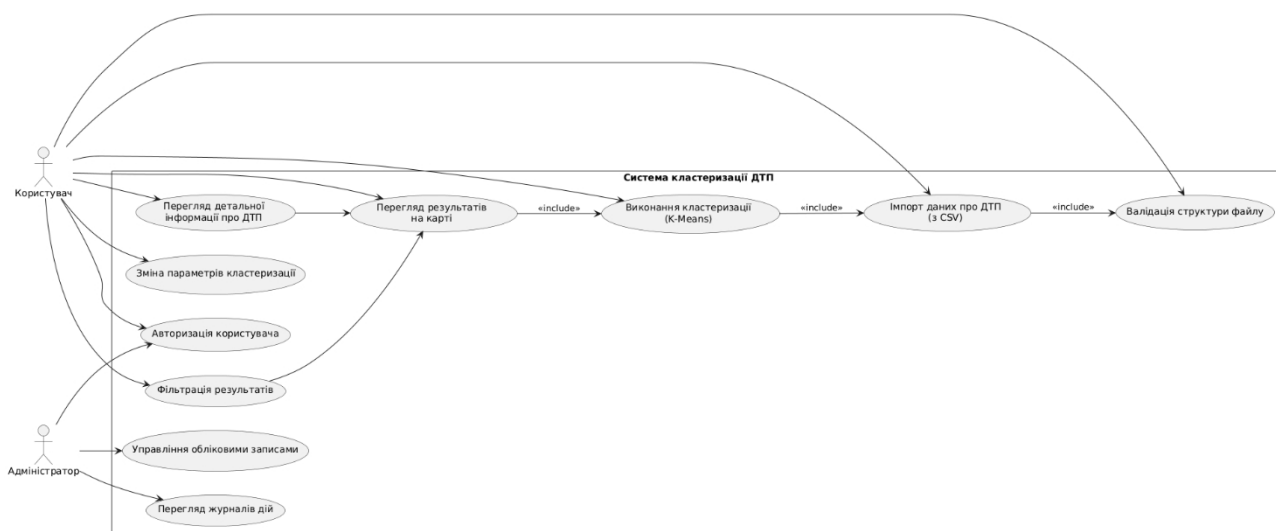 Система кластеризації ДТП
Користувач
Перегляд детальної
інформації про ДТП
Перегляд результатів
на карті
«include»
Виконання кластеризації
(K-Means)
«include»
Імпорт даних про ДТП
(з CSV)
«include»
Валідація структури файлу
Зміна параметрів кластеризації
Авторизація користувача
Фільтрація результатів
Адміністратор
Управління обліковими записами
Перегляд журналів дій